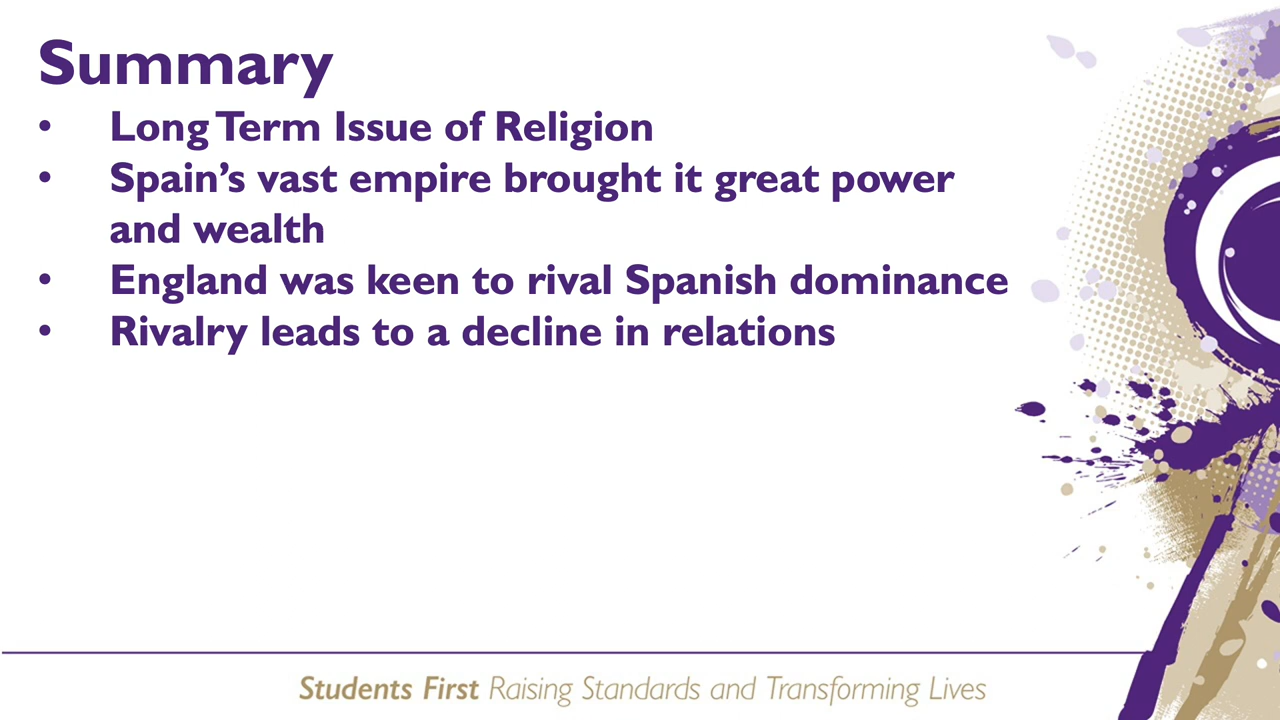 Summary
• Long Term Issue of Religion
• Spain’s vast empire brought it great power
and wealth
• England was keen to rival Spanish dominance
• Rivalry leads to a decline in relations
Students First Raising Standards and Transforming Lives